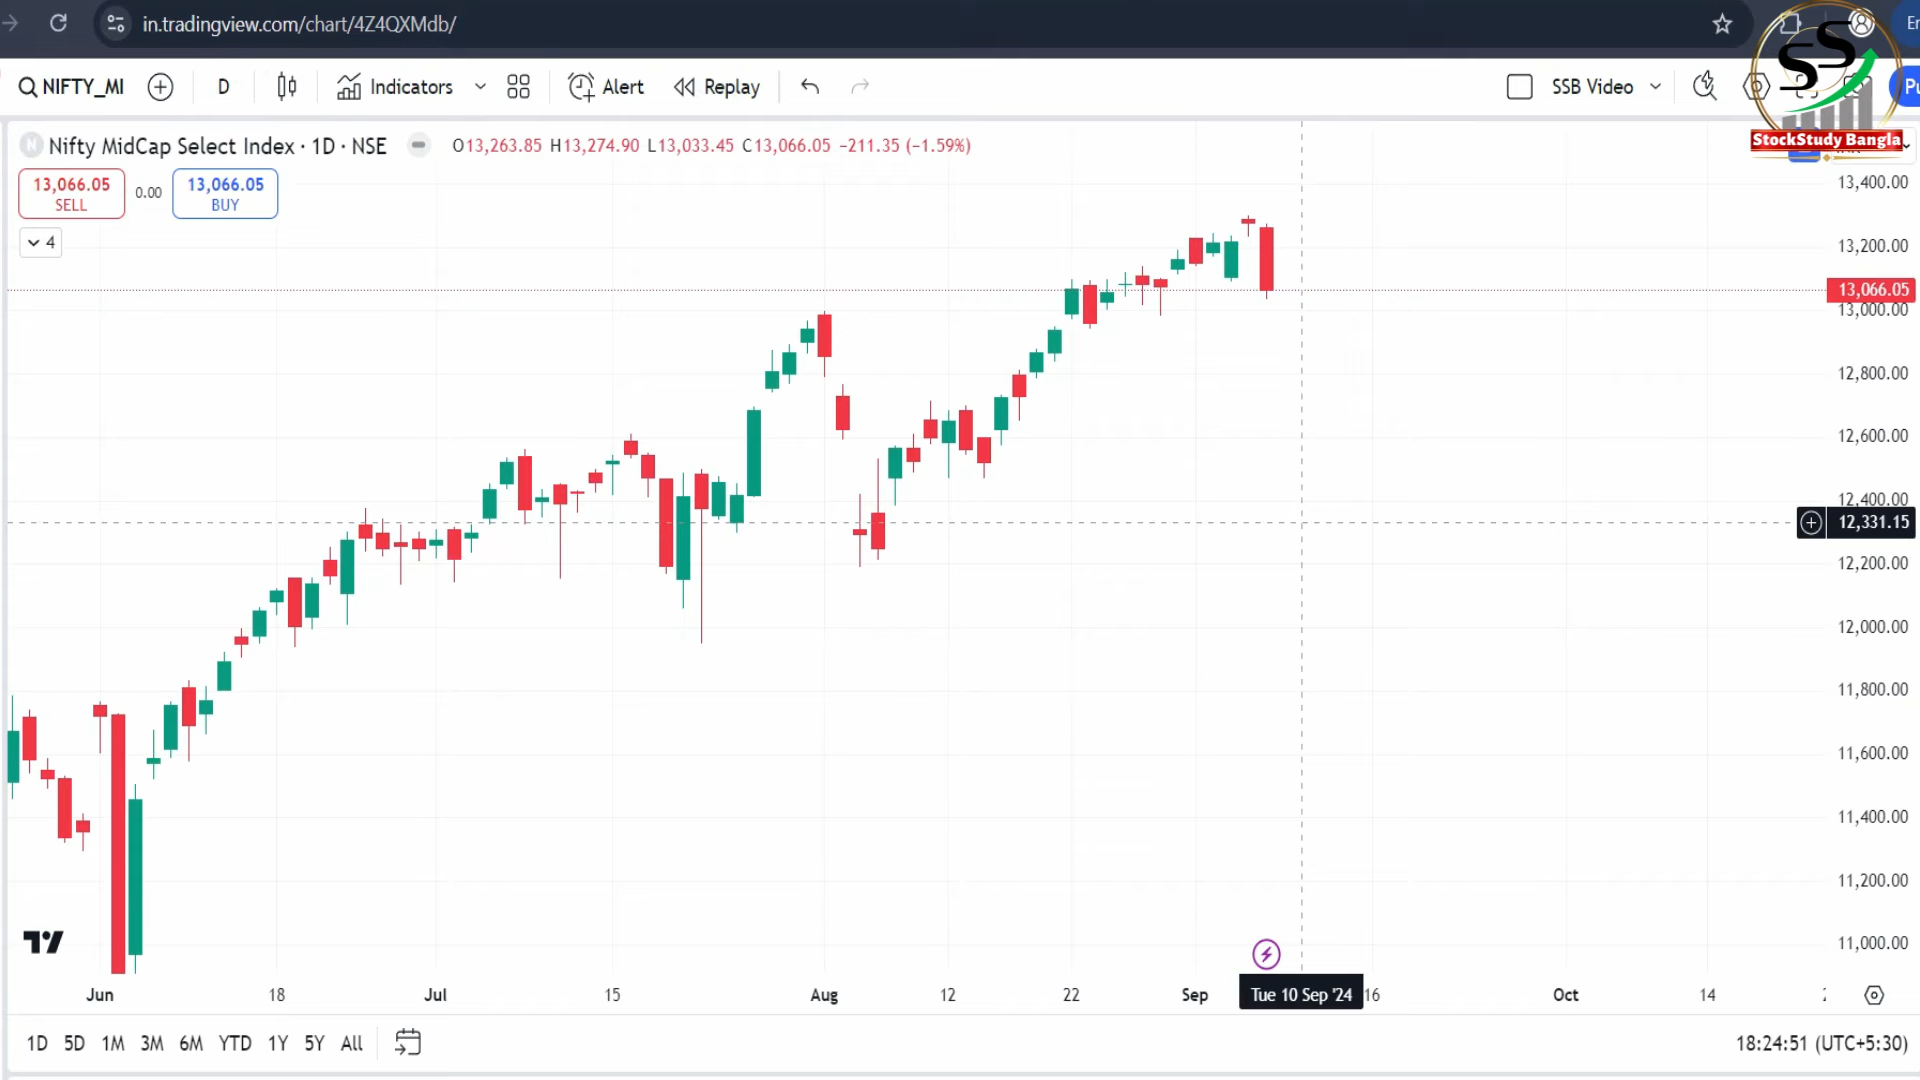 in.tradingview.com/chart/4Z4QXMdb/
NIFTY_MI D Indicators Alert Replay SSB Video
SS
StockStudy Bangla
Nifty MidCap Select Index · 1D · NSE O13,263.85 H13,274.90 L13,033.45 C13,066.05 −211.35 (−1.59%)
13,066.05 SELL
0.00
13,066.05 BUY
4
13,400.00
13,200.00
13,066.05
13,000.00
12,800.00
12,600.00
12,400.00
12,331.15
12,200.00
12,000.00
11,800.00
11,600.00
11,400.00
11,200.00
11,000.00
Jun 18 Jul 15 Aug 12 22 Sep Tue 10 Sep '24 16 Oct 14
1D 5D 1M 3M 6M YTD 1Y 5Y All
18:24:51 (UTC+5:30)